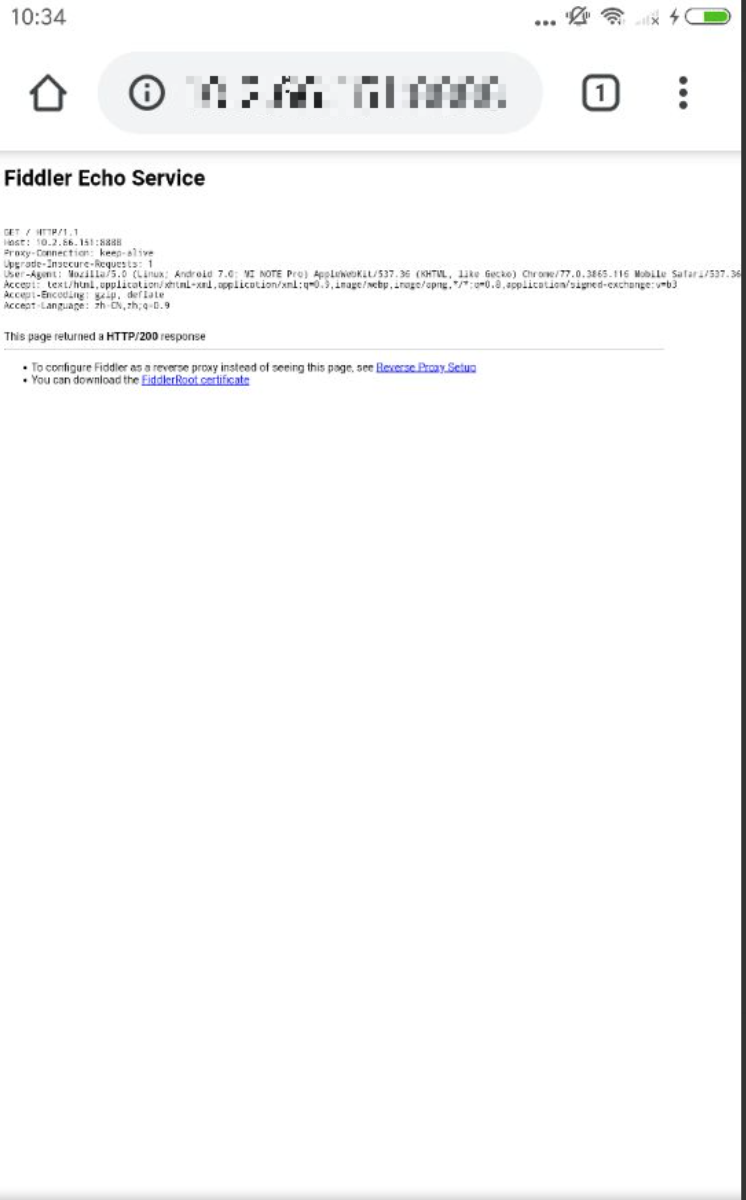 10:34
1
Fiddler Echo Service
GET / HTTP/1.1
Host: 10.2.66.151:8888
Proxy-Connection: keep-alive
Upgrade-Insecure-Requests: 1
User-Agent: Mozilla/5.0 (Linux; Android 7.0; MI NOTE Pro) AppleWebKit/537.36 (KHTML, like Gecko) Chrome/77.0.3865.116 Mobile Safari/537.36
Accept: text/html,application/xhtml+xml,application/xml;q=0.9,image/webp,image/apng,*/*;q=0.8,application/signed-exchange;v=b3
Accept-Encoding: gzip, deflate
Accept-Language: zh-CN,zh;q=0.9
This page returned a HTTP/200 response
• To configure Fiddler as a reverse proxy instead of seeing this page, see Reverse Proxy Setup
• You can download the FiddlerRoot certificate